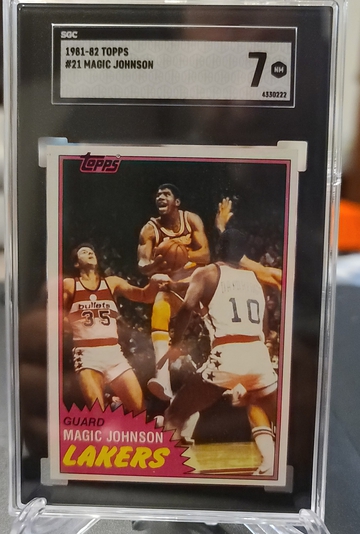 SGC
1981-82 TOPPS
#21 MAGIC JOHNSON
7 NM
4330222
Topps
bullets
35
10
GUARD
MAGIC JOHNSON
LAKERS